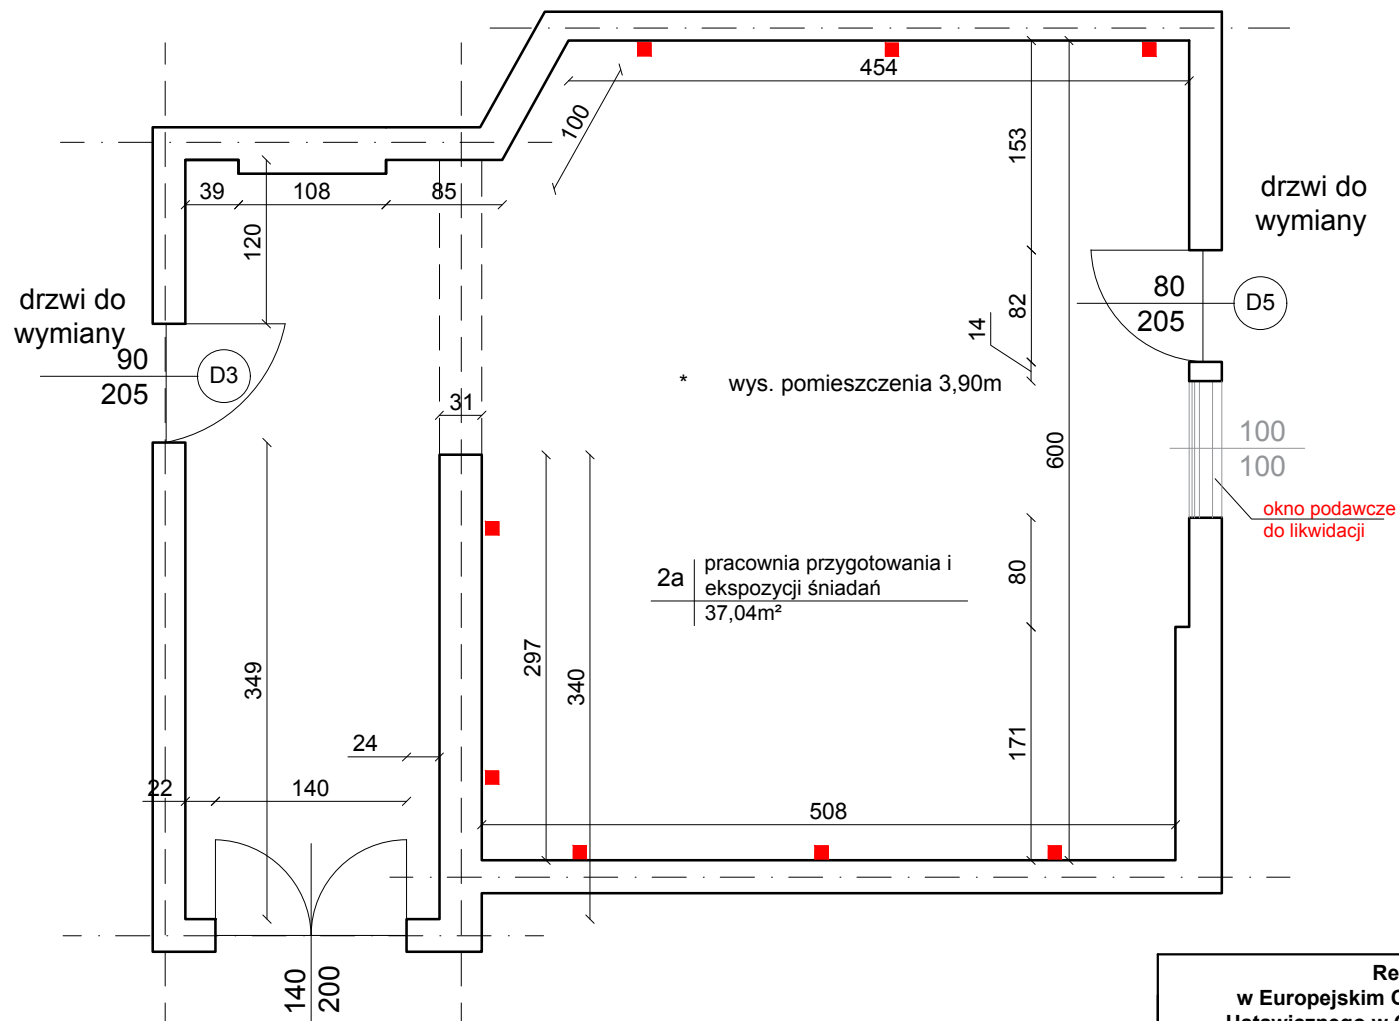 454
100
153
39
108
85
120
drzwi do
wymiany
drzwi do
wymiany
90
205
D3
80
205
D5
82
14
31
* wys. pomieszczenia 3,90m
600
100
100
okno podawcze
do likwidacji
2a
pracownia przygotowania i
ekspozycji śniadań
37,04m²
80
297
340
349
171
24
22
140
508
140
200
Re
w Europejskim C